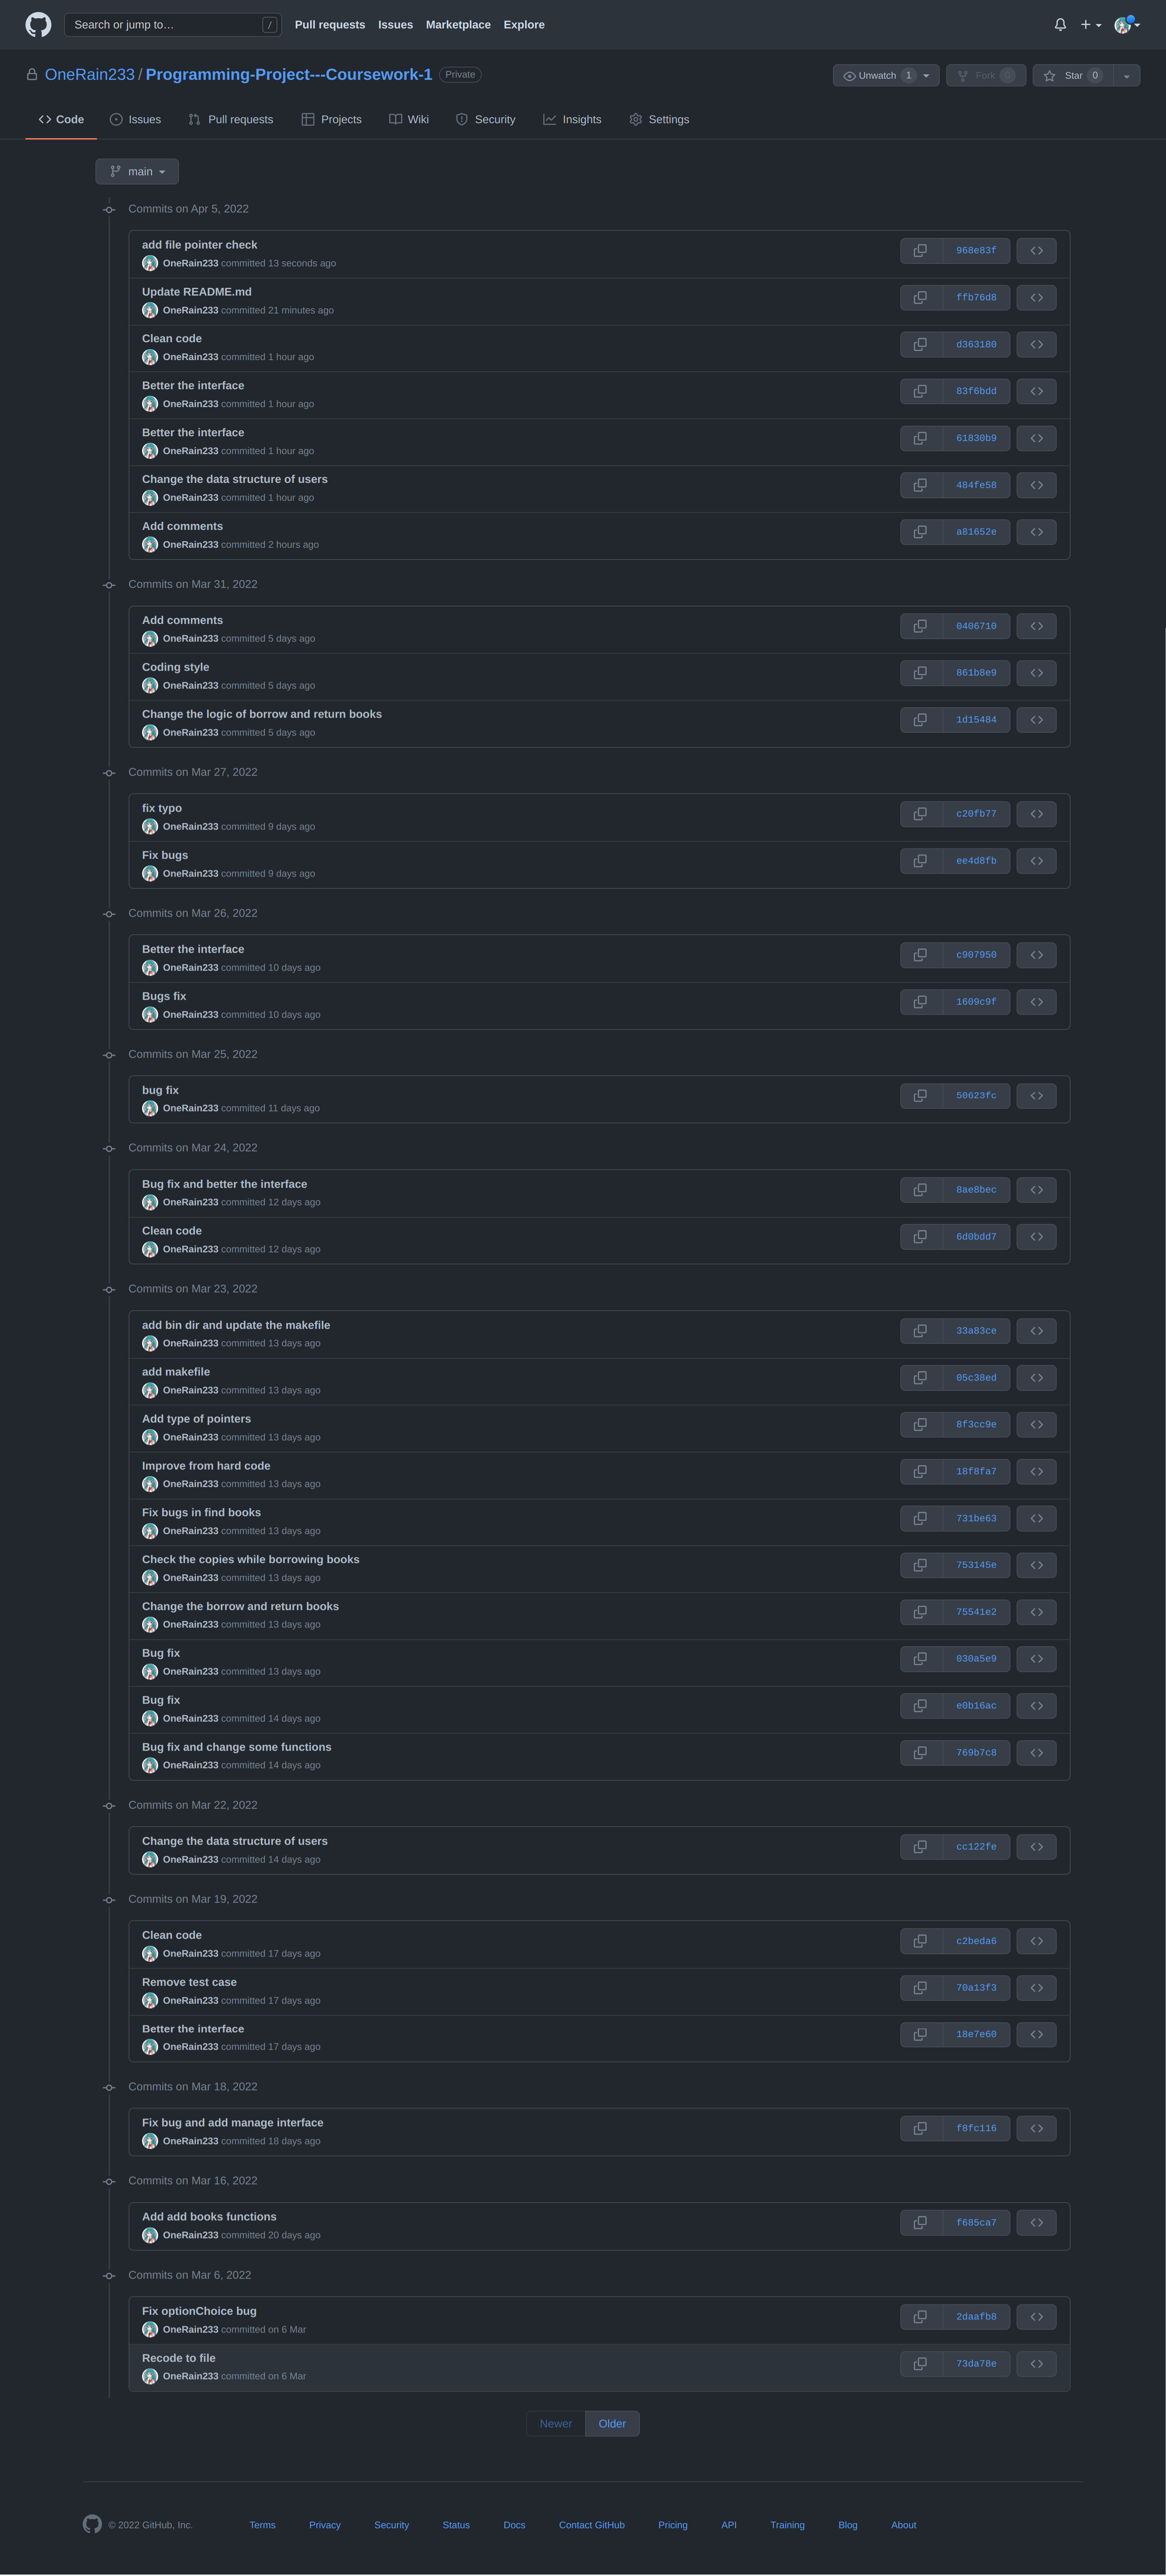 Search or jump to… /
Pull requests Issues Marketplace Explore
OneRain233 / Programming-Project---Coursework-1 Private
Unwatch 1 Fork 0 Star 0
Code Issues Pull requests Projects Wiki Security Insights Settings
main
Commits on Apr 5, 2022
add file pointer check
OneRain233 committed 13 seconds ago
968e83f
Update README.md
OneRain233 committed 21 minutes ago
ffb76d8
Clean code
OneRain233 committed 1 hour ago
d363180
Better the interface
OneRain233 committed 1 hour ago
83f6bdd
Better the interface
OneRain233 committed 1 hour ago
61830b9
Change the data structure of users
OneRain233 committed 1 hour ago
484fe58
Add comments
OneRain233 committed 2 hours ago
a81652e
Commits on Mar 31, 2022
Add comments
OneRain233 committed 5 days ago
0406710
Coding style
OneRain233 committed 5 days ago
861b8e9
Change the logic of borrow and return books
OneRain233 committed 5 days ago
1d15484
Commits on Mar 27, 2022
fix typo
OneRain233 committed 9 days ago
c20fb77
Fix bugs
OneRain233 committed 9 days ago
ee4d8fb
Commits on Mar 26, 2022
Better the interface
OneRain233 committed 10 days ago
c907950
Bugs fix
OneRain233 committed 10 days ago
1609c9f
Commits on Mar 25, 2022
bug fix
OneRain233 committed 11 days ago
50623fc
Commits on Mar 24, 2022
Bug fix and better the interface
OneRain233 committed 12 days ago
8ae8bec
Clean code
OneRain233 committed 12 days ago
6d0bdd7
Commits on Mar 23, 2022
add bin dir and update the makefile
OneRain233 committed 13 days ago
33a83ce
add makefile
OneRain233 committed 13 days ago
05c38ed
Add type of pointers
OneRain233 committed 13 days ago
8f3cc9e
Improve from hard code
OneRain233 committed 13 days ago
18f8fa7
Fix bugs in find books
OneRain233 committed 13 days ago
731be63
Check the copies while borrowing books
OneRain233 committed 13 days ago
753145e
Change the borrow and return books
OneRain233 committed 13 days ago
75541e2
Bug fix
OneRain233 committed 13 days ago
030a5e9
Bug fix
OneRain233 committed 14 days ago
e0b16ac
Bug fix and change some functions
OneRain233 committed 14 days ago
769b7c8
Commits on Mar 22, 2022
Change the data structure of users
OneRain233 committed 14 days ago
cc122fe
Commits on Mar 19, 2022
Clean code
OneRain233 committed 17 days ago
c2beda6
Remove test case
OneRain233 committed 17 days ago
70a13f3
Better the interface
OneRain233 committed 17 days ago
18e7e60
Commits on Mar 18, 2022
Fix bug and add manage interface
OneRain233 committed 18 days ago
f8fc116
Commits on Mar 16, 2022
Add add books functions
OneRain233 committed 20 days ago
f685ca7
Commits on Mar 6, 2022
Fix optionChoice bug
OneRain233 committed on 6 Mar
2daafb8
Recode to file
OneRain233 committed on 6 Mar
73da78e
Newer Older
© 2022 GitHub, Inc. Terms Privacy Security Status Docs Contact GitHub Pricing API Training Blog About